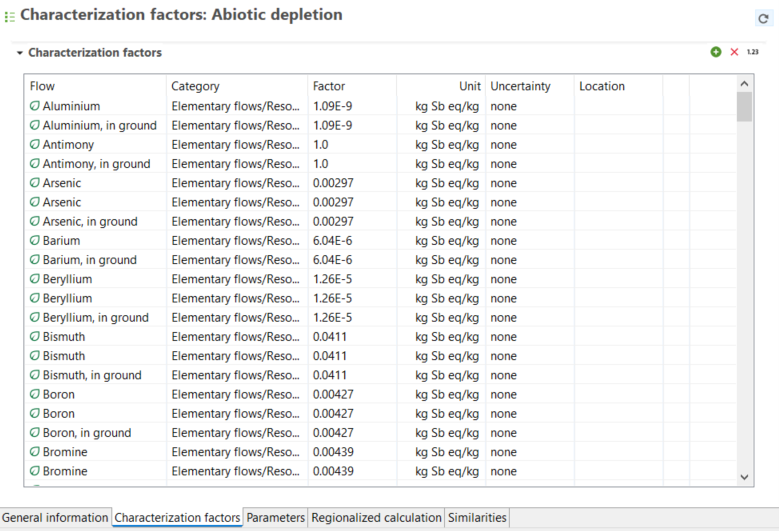 Characterization factors: Abiotic depletion
Characterization factors
1.23
Flow Category Factor Unit Uncertainty Location
Aluminium Elementary flows/Reso... 1.09E-9 kg Sb eq/kg none
Aluminium, in ground Elementary flows/Reso... 1.09E-9 kg Sb eq/kg none
Antimony Elementary flows/Reso... 1.0 kg Sb eq/kg none
Antimony, in ground Elementary flows/Reso... 1.0 kg Sb eq/kg none
Arsenic Elementary flows/Reso... 0.00297 kg Sb eq/kg none
Arsenic Elementary flows/Reso... 0.00297 kg Sb eq/kg none
Arsenic, in ground Elementary flows/Reso... 0.00297 kg Sb eq/kg none
Barium Elementary flows/Reso... 6.04E-6 kg Sb eq/kg none
Barium, in ground Elementary flows/Reso... 6.04E-6 kg Sb eq/kg none
Beryllium Elementary flows/Reso... 1.26E-5 kg Sb eq/kg none
Beryllium Elementary flows/Reso... 1.26E-5 kg Sb eq/kg none
Beryllium, in ground Elementary flows/Reso... 1.26E-5 kg Sb eq/kg none
Bismuth Elementary flows/Reso... 0.0411 kg Sb eq/kg none
Bismuth Elementary flows/Reso... 0.0411 kg Sb eq/kg none
Bismuth, in ground Elementary flows/Reso... 0.0411 kg Sb eq/kg none
Boron Elementary flows/Reso... 0.00427 kg Sb eq/kg none
Boron Elementary flows/Reso... 0.00427 kg Sb eq/kg none
Boron, in ground Elementary flows/Reso... 0.00427 kg Sb eq/kg none
Bromine Elementary flows/Reso... 0.00439 kg Sb eq/kg none
Bromine Elementary flows/Reso... 0.00439 kg Sb eq/kg none
General information Characterization factors Parameters Regionalized calculation Similarities